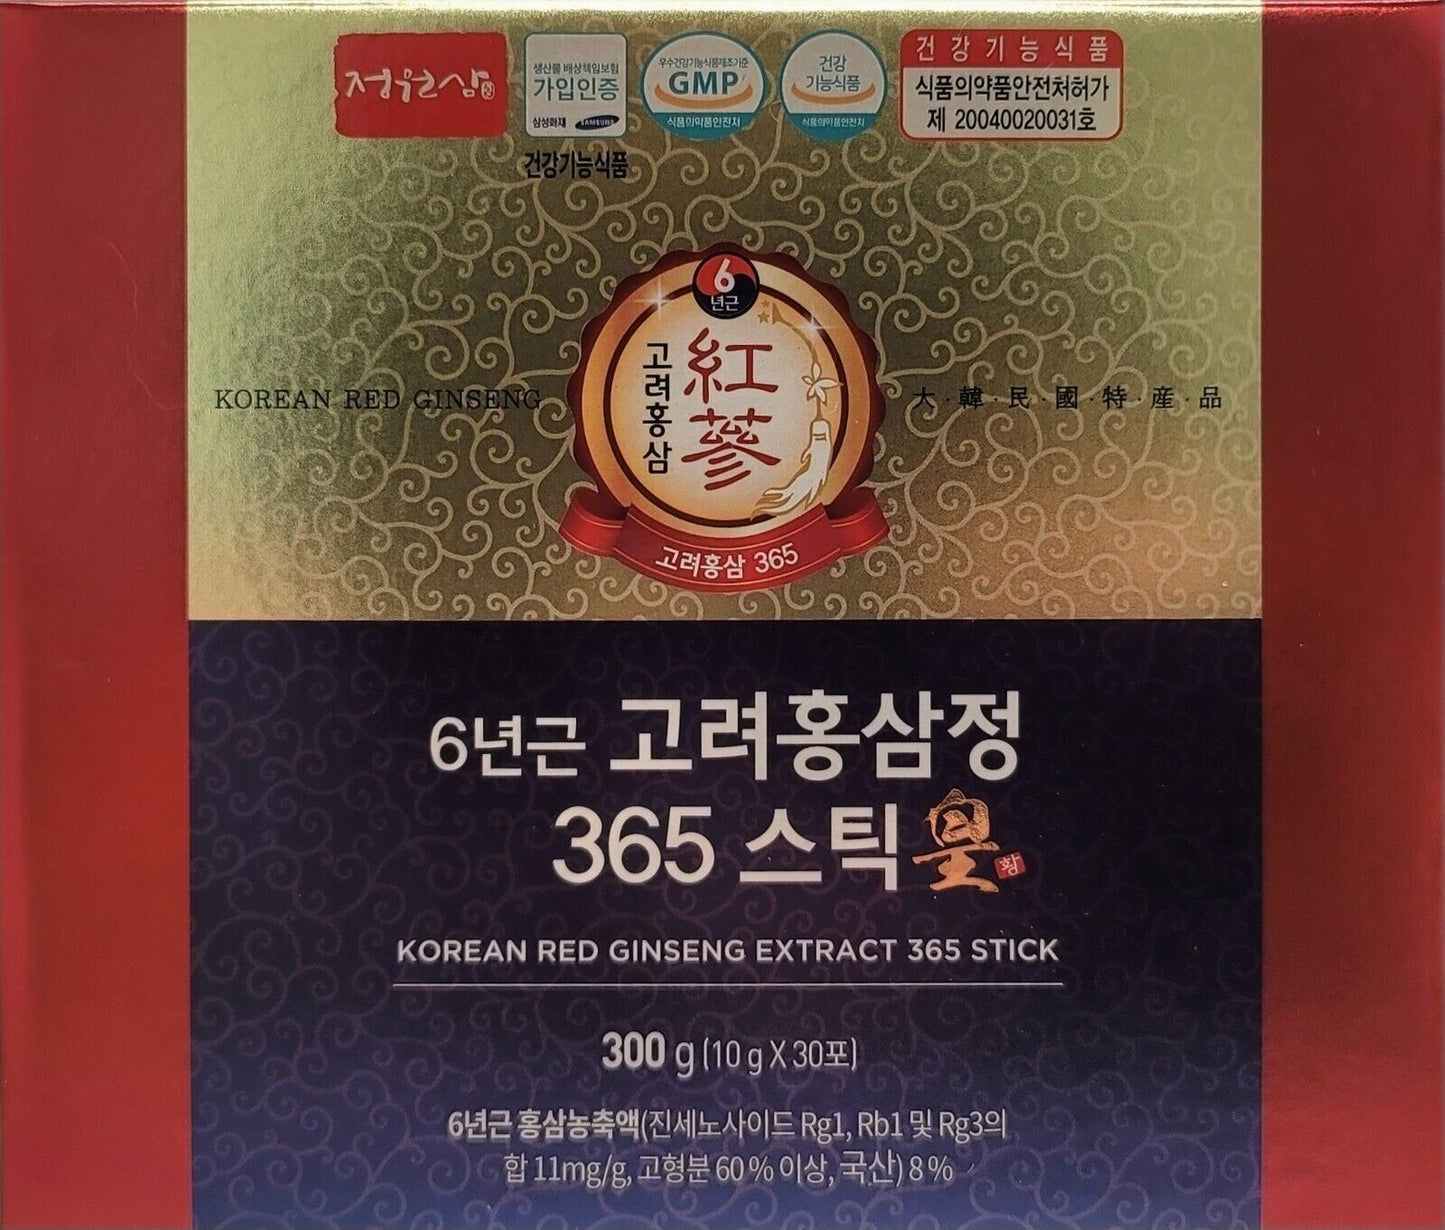 정원삼
생산물 배상책임보험
가입인증
삼성화재 SAMSUNG
우수건강기능식품제조기준
GMP
식품의약품안전처
건강
기능식품
식품의약품안전처
건강기능식품
식품의약품안전처허가
제 20040020031호
건강기능식품
6
년근
고려홍삼
紅蔘
KOREAN RED GINSENG
大·韓·民·國·特·産·品
고려홍삼 365
6년근 고려홍삼정
365 스틱 皇
황
KOREAN RED GINSENG EXTRACT 365 STICK
300 g (10 g X 30포)
6년근 홍삼농축액(진세노사이드 Rg1, Rb1 및 Rg3의
합 11mg/g, 고형분 60 % 이상, 국산) 8 %